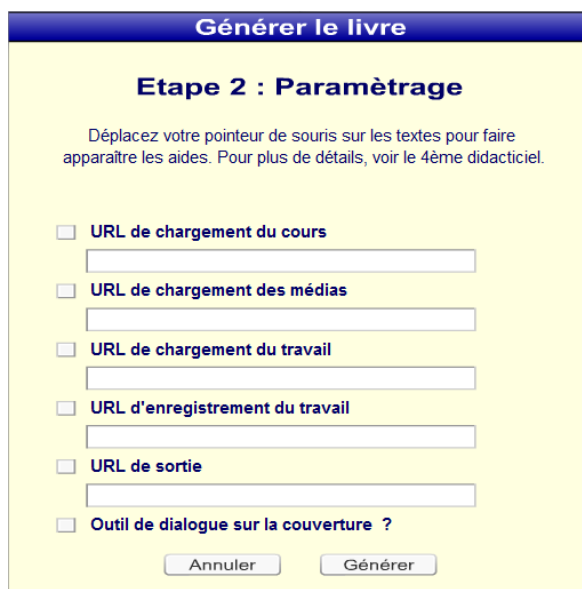 Générer le livre
Etape 2 : Paramètrage
Déplacez votre pointeur de souris sur les textes pour faire
apparaître les aides. Pour plus de détails, voir le 4ème didacticiel.
URL de chargement du cours
URL de chargement des médias
URL de chargement du travail
URL d'enregistrement du travail
URL de sortie
Outil de dialogue sur la couverture ?
Annuler Générer